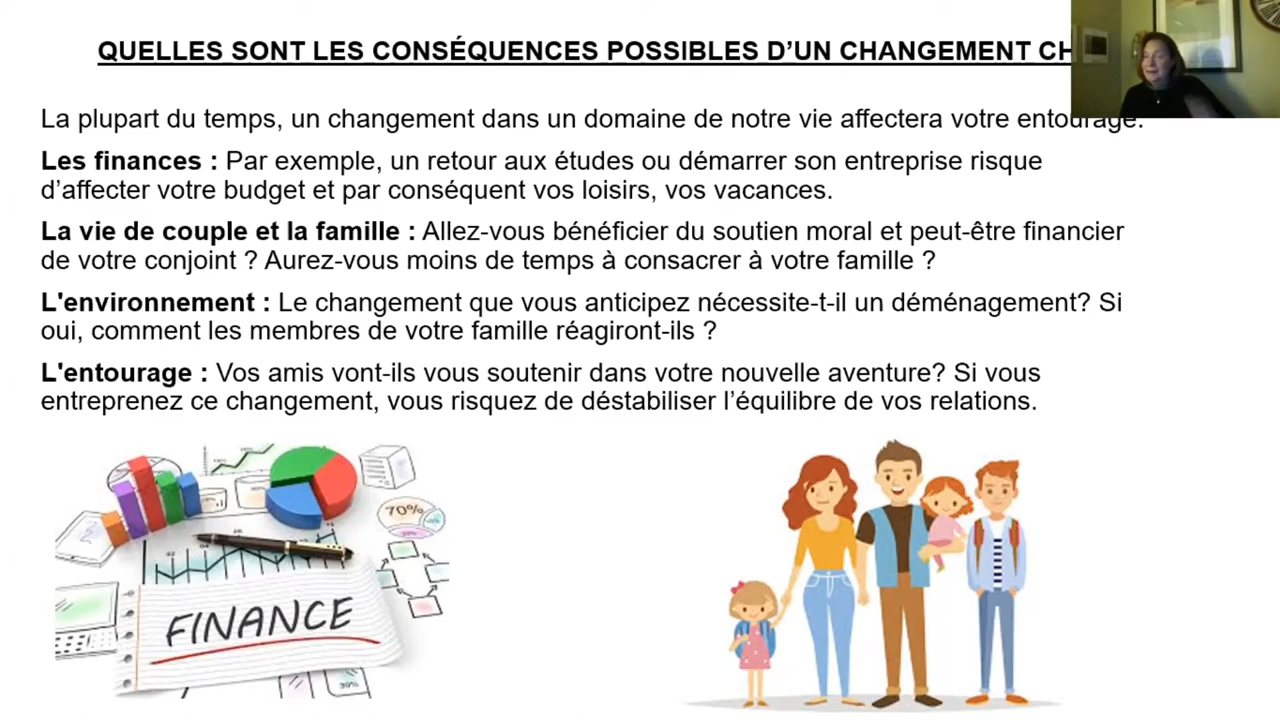 QUELLES SONT LES CONSÉQUENCES POSSIBLES D’UN CHANGEMENT
La plupart du temps, un changement dans un domaine de notre vie affectera votre entourage.
Les finances : Par exemple, un retour aux études ou démarrer son entreprise risque
d’affecter votre budget et par conséquent vos loisirs, vos vacances.
La vie de couple et la famille : Allez-vous bénéficier du soutien moral et peut-être financier
de votre conjoint ? Aurez-vous moins de temps à consacrer à votre famille ?
L'environnement : Le changement que vous anticipez nécessite-t-il un déménagement? Si
oui, comment les membres de votre famille réagiront-ils ?
L'entourage : Vos amis vont-ils vous soutenir dans votre nouvelle aventure? Si vous
entreprenez ce changement, vous risquez de déstabiliser l’équilibre de vos relations.
70%
FINANCE
30%